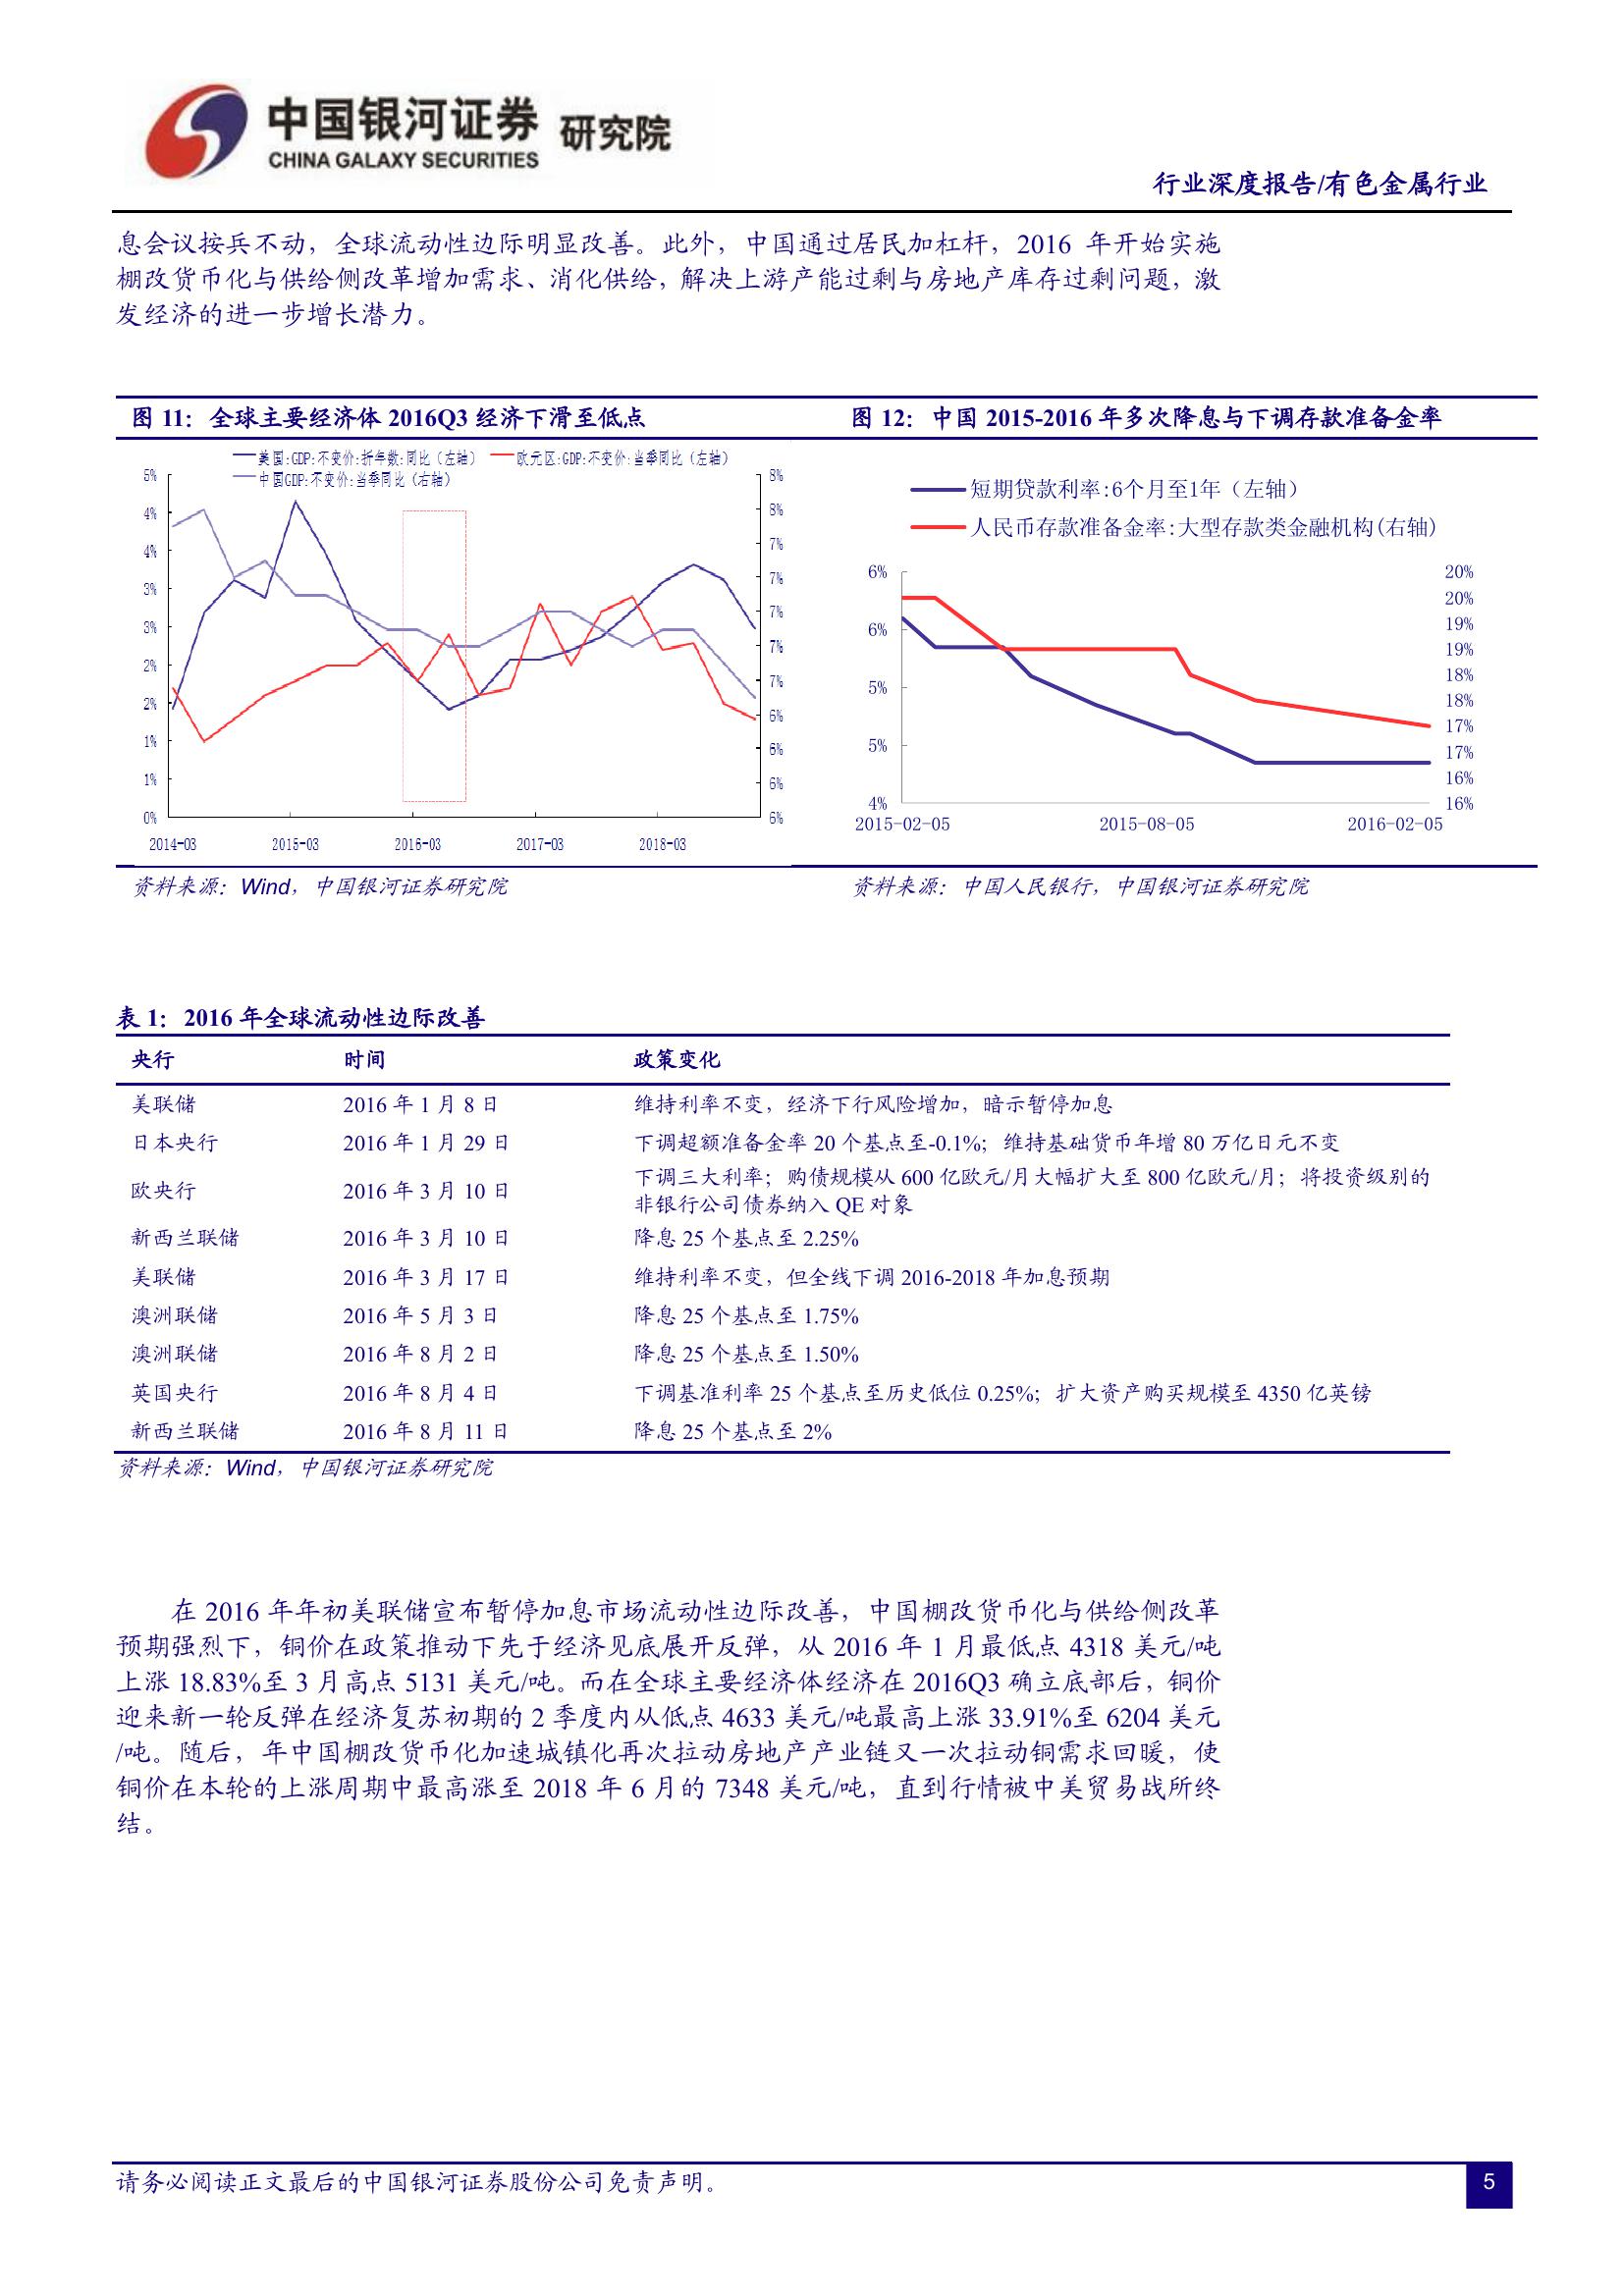 中国银河证券 研究院
CHINA GALAXY SECURITIES
行业深度报告/有色金属行业
息会议按兵不动，全球流动性边际明显改善。此外，中国通过居民加杠杆，2016 年开始实施
棚改货币化与供给侧改革增加需求、消化供给，解决上游产能过剩与房地产库存过剩问题，激
发经济的进一步增长潜力。
图 11：全球主要经济体 2016Q3 经济下滑至低点
美国:GDP:不变价:折年数:同比（左轴）
欧元区:GDP:不变价:当季同比（左轴）
中国GDP:不变价:当季同比（右轴）
5%
4%
4%
3%
3%
2%
2%
1%
1%
0%
8%
8%
7%
7%
7%
7%
7%
6%
6%
6%
6%
2014-03 2015-03 2016-03 2017-03 2018-03
资料来源：Wind，中国银河证券研究院
图 12：中国 2015-2016 年多次降息与下调存款准备金率
短期贷款利率:6个月至1年（左轴）
人民币存款准备金率:大型存款类金融机构(右轴)
6%
6%
5%
5%
4%
20%
20%
19%
19%
18%
18%
17%
17%
16%
16%
2015-02-05 2015-08-05 2016-02-05
资料来源：中国人民银行，中国银河证券研究院
表 1：2016 年全球流动性边际改善
央行 时间 政策变化
美联储 2016 年 1 月 8 日 维持利率不变，经济下行风险增加，暗示暂停加息
日本央行 2016 年 1 月 29 日 下调超额准备金率 20 个基点至-0.1%；维持基础货币年增 80 万亿日元不变
欧央行 2016 年 3 月 10 日 下调三大利率；购债规模从 600 亿欧元/月大幅扩大至 800 亿欧元/月；将投资级别的
非银行公司债券纳入 QE 对象
新西兰联储 2016 年 3 月 10 日 降息 25 个基点至 2.25%
美联储 2016 年 3 月 17 日 维持利率不变，但全线下调 2016-2018 年加息预期
澳洲联储 2016 年 5 月 3 日 降息 25 个基点至 1.75%
澳洲联储 2016 年 8 月 2 日 降息 25 个基点至 1.50%
英国央行 2016 年 8 月 4 日 下调基准利率 25 个基点至历史低位 0.25%；扩大资产购买规模至 4350 亿英镑
新西兰联储 2016 年 8 月 11 日 降息 25 个基点至 2%
资料来源：Wind，中国银河证券研究院
在 2016 年年初美联储宣布暂停加息市场流动性边际改善，中国棚改货币化与供给侧改革
预期强烈下，铜价在政策推动下先于经济见底展开反弹，从 2016 年 1 月最低点 4318 美元/吨
上涨 18.83%至 3 月高点 5131 美元/吨。而在全球主要经济体经济在 2016Q3 确立底部后，铜价
迎来新一轮反弹在经济复苏初期的 2 季度内从低点 4633 美元/吨最高上涨 33.91%至 6204 美元
/吨。随后，年中国棚改货币化加速城镇化再次拉动房地产产业链又一次拉动铜需求回暖，使
铜价在本轮的上涨周期中最高涨至 2018 年 6 月的 7348 美元/吨，直到行情被中美贸易战所终
结。
请务必阅读正文最后的中国银河证券股份公司免责声明。
5